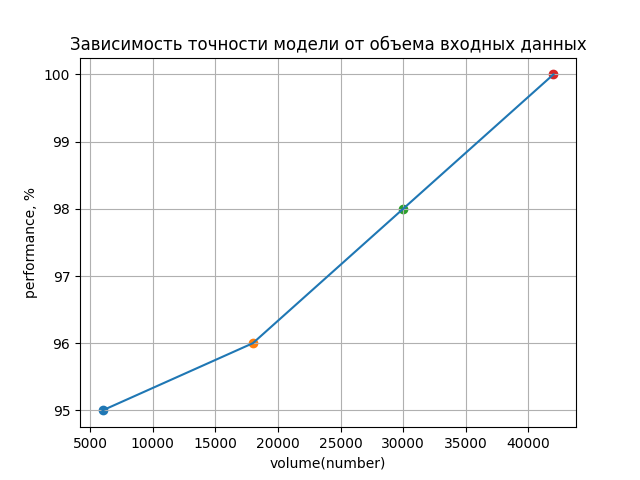 Зависимость точности модели от объема входных данных
100
99
98
97
96
95
performance, %
5000 10000 15000 20000 25000 30000 35000 40000
volume(number)